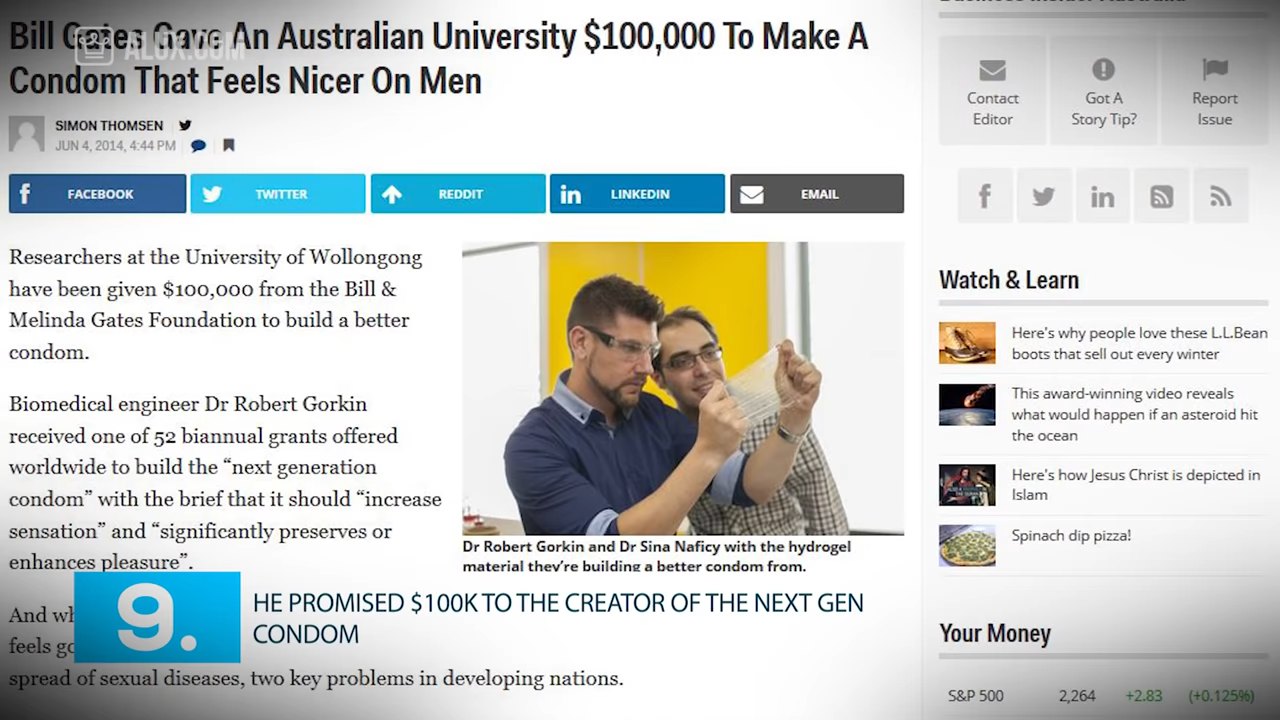 Bill Gates Gave An Australian University $100,000 To Make A
Condom That Feels Nicer On Men
ALUX.COM
SIMON THOMSEN
JUN 4, 2014, 4:44 PM
FACEBOOK
TWITTER
REDDIT
LINKEDIN
EMAIL
Researchers at the University of Wollongong
have been given $100,000 from the Bill &
Melinda Gates Foundation to build a better
condom.
Biomedical engineer Dr Robert Gorkin
received one of 52 biannual grants offered
worldwide to build the “next generation
condom” with the brief that it should “increase
sensation” and “significantly preserves or
enhances pleasure”.
And
feels
spread of sexual diseases, two key problems in developing nations.
Dr Robert Gorkin and Dr Sina Naficy with the hydrogel
material they’re building a better condom from.
9.
HE PROMISED $100K TO THE CREATOR OF THE NEXT GEN
CONDOM
Business Insider Australia
Contact
Editor
Got A
Story Tip?
Report
Issue
Watch & Learn
Here's why people love these L.L.Bean
boots that sell out every winter
This award-winning video reveals
what would happen if an asteroid hit
the ocean
Here's how Jesus Christ is depicted in
Islam
Spinach dip pizza!
Your Money
S&P 500 2,264 +2.83 (+0.125%)